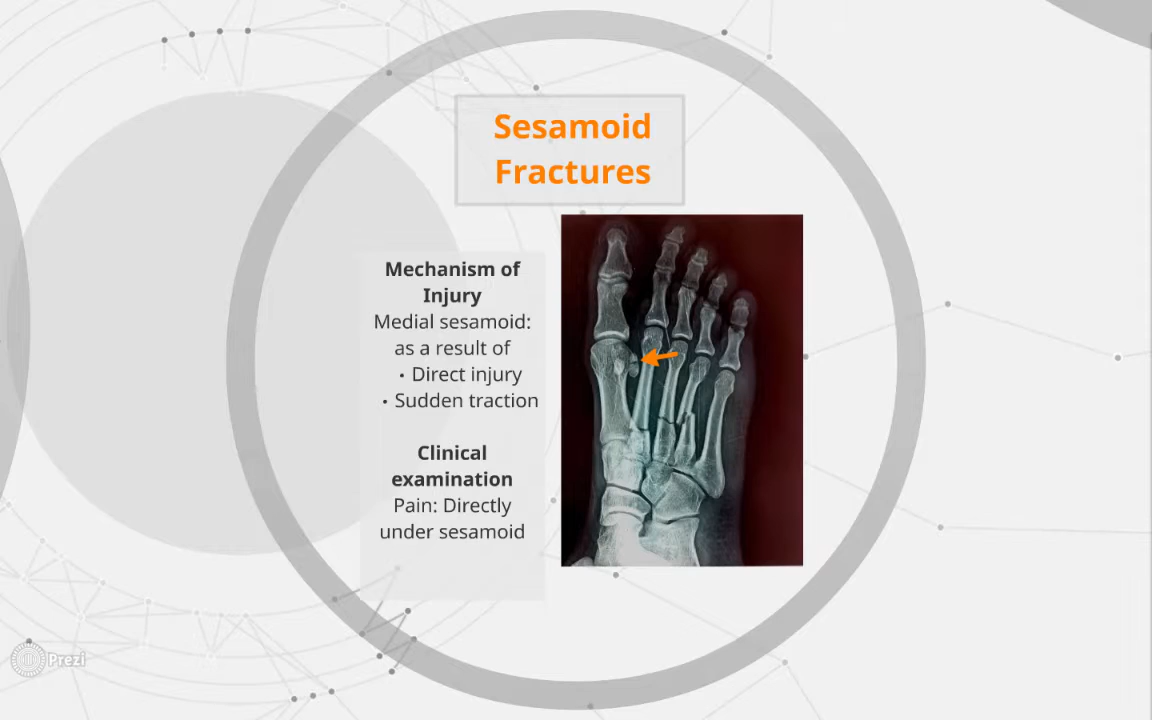 Sesamoid
Fractures
Mechanism of
Injury
Medial sesamoid:
as a result of
• Direct injury
• Sudden traction
Clinical
examination
Pain: Directly
under sesamoid
Prezi